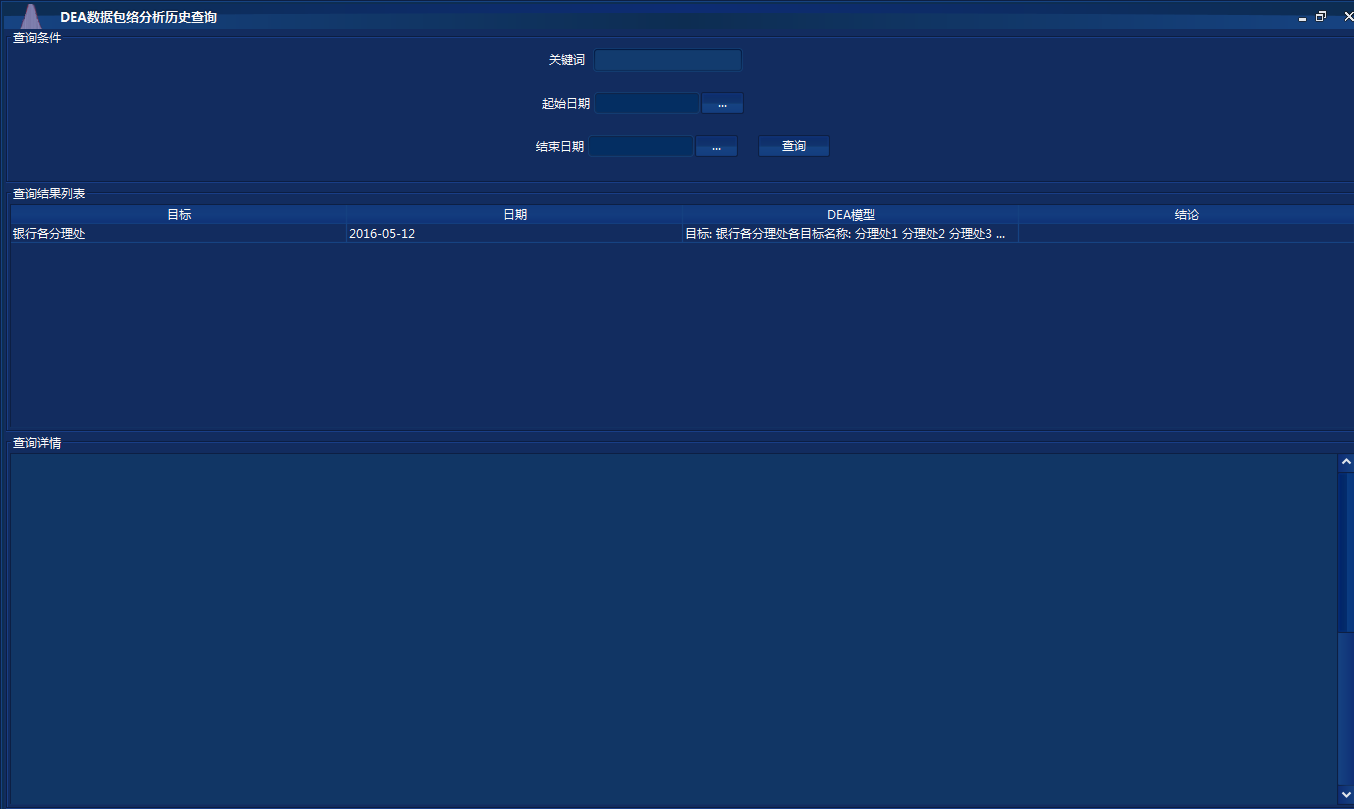 DEA数据包络分析历史查询
查询条件
关键词
起始日期 ...
结束日期 ... 查询
查询结果列表
目标 日期 DEA模型 结论
银行各分理处 2016-05-12 目标: 银行各分理处各目标名称: 分理处1 分理处2 分理处3 ...
查询详情